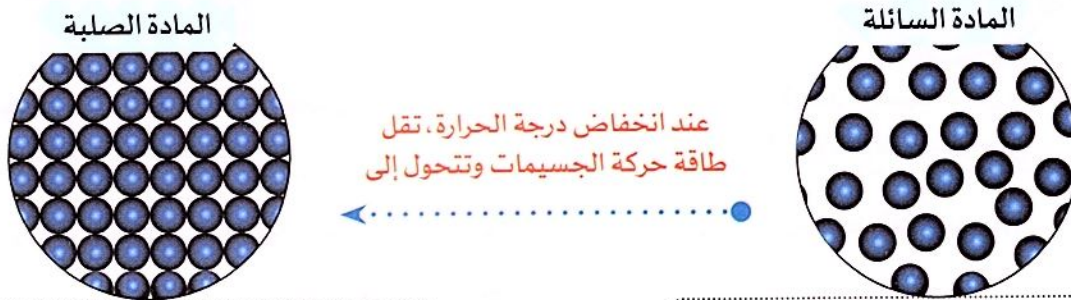 المادة السائلة
المادة الصلبة
عند انخفاض درجة الحرارة، تقل
طاقة حركة الجسيمات وتتحول إلى